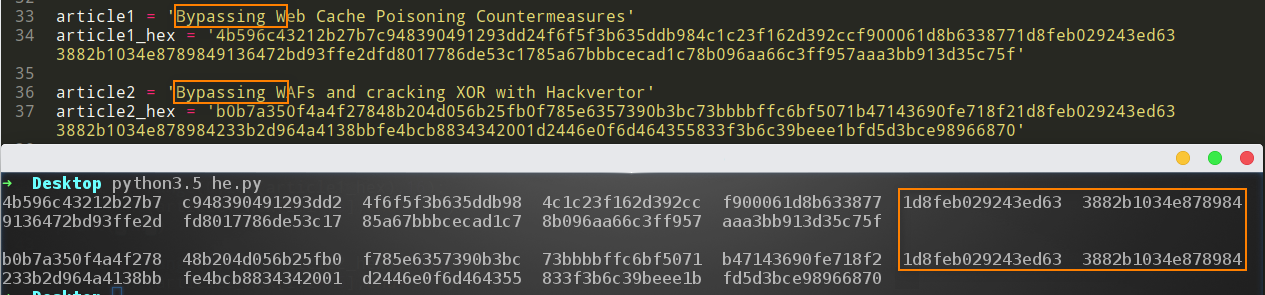 33 article1 = 'Bypassing Web Cache Poisoning Countermeasures'
34 article1_hex = '4b596c43212b27b7c948390491293dd24f6f5f3b635ddb984c1c23f162d392ccf900061d8b6338771d8feb029243ed63
3882b1034e8789849136472bd93ffe2dfd8017786de53c1785a67bbbcecad1c78b096aa66c3ff957aaa3bb913d35c75f'
35
36 article2 = 'Bypassing WAFs and cracking XOR with Hackvertor'
37 article2_hex = 'b0b7a350f4a4f27848b204d056b25fb0f785e6357390b3bc73bbbbffc6bf5071b47143690fe718f21d8feb029243ed63
3882b1034e878984233b2d964a4138bbfe4bcb8834342001d2446e0f6d464355833f3b6c39beee1bfd5d3bce98966870'
→ Desktop python3.5 he.py
4b596c43212b27b7 c948390491293dd2 4f6f5f3b635ddb98 4c1c23f162d392cc f900061d8b633877 1d8feb029243ed63 3882b1034e878984
9136472bd93ffe2d fd8017786de53c17 85a67bbbcecad1c7 8b096aa66c3ff957 aaa3bb913d35c75f
b0b7a350f4a4f278 48b204d056b25fb0 f785e6357390b3bc 73bbbbffc6bf5071 b47143690fe718f2 1d8feb029243ed63 3882b1034e878984
233b2d964a4138bb fe4bcb8834342001 d2446e0f6d464355 833f3b6c39beee1b fd5d3bce98966870